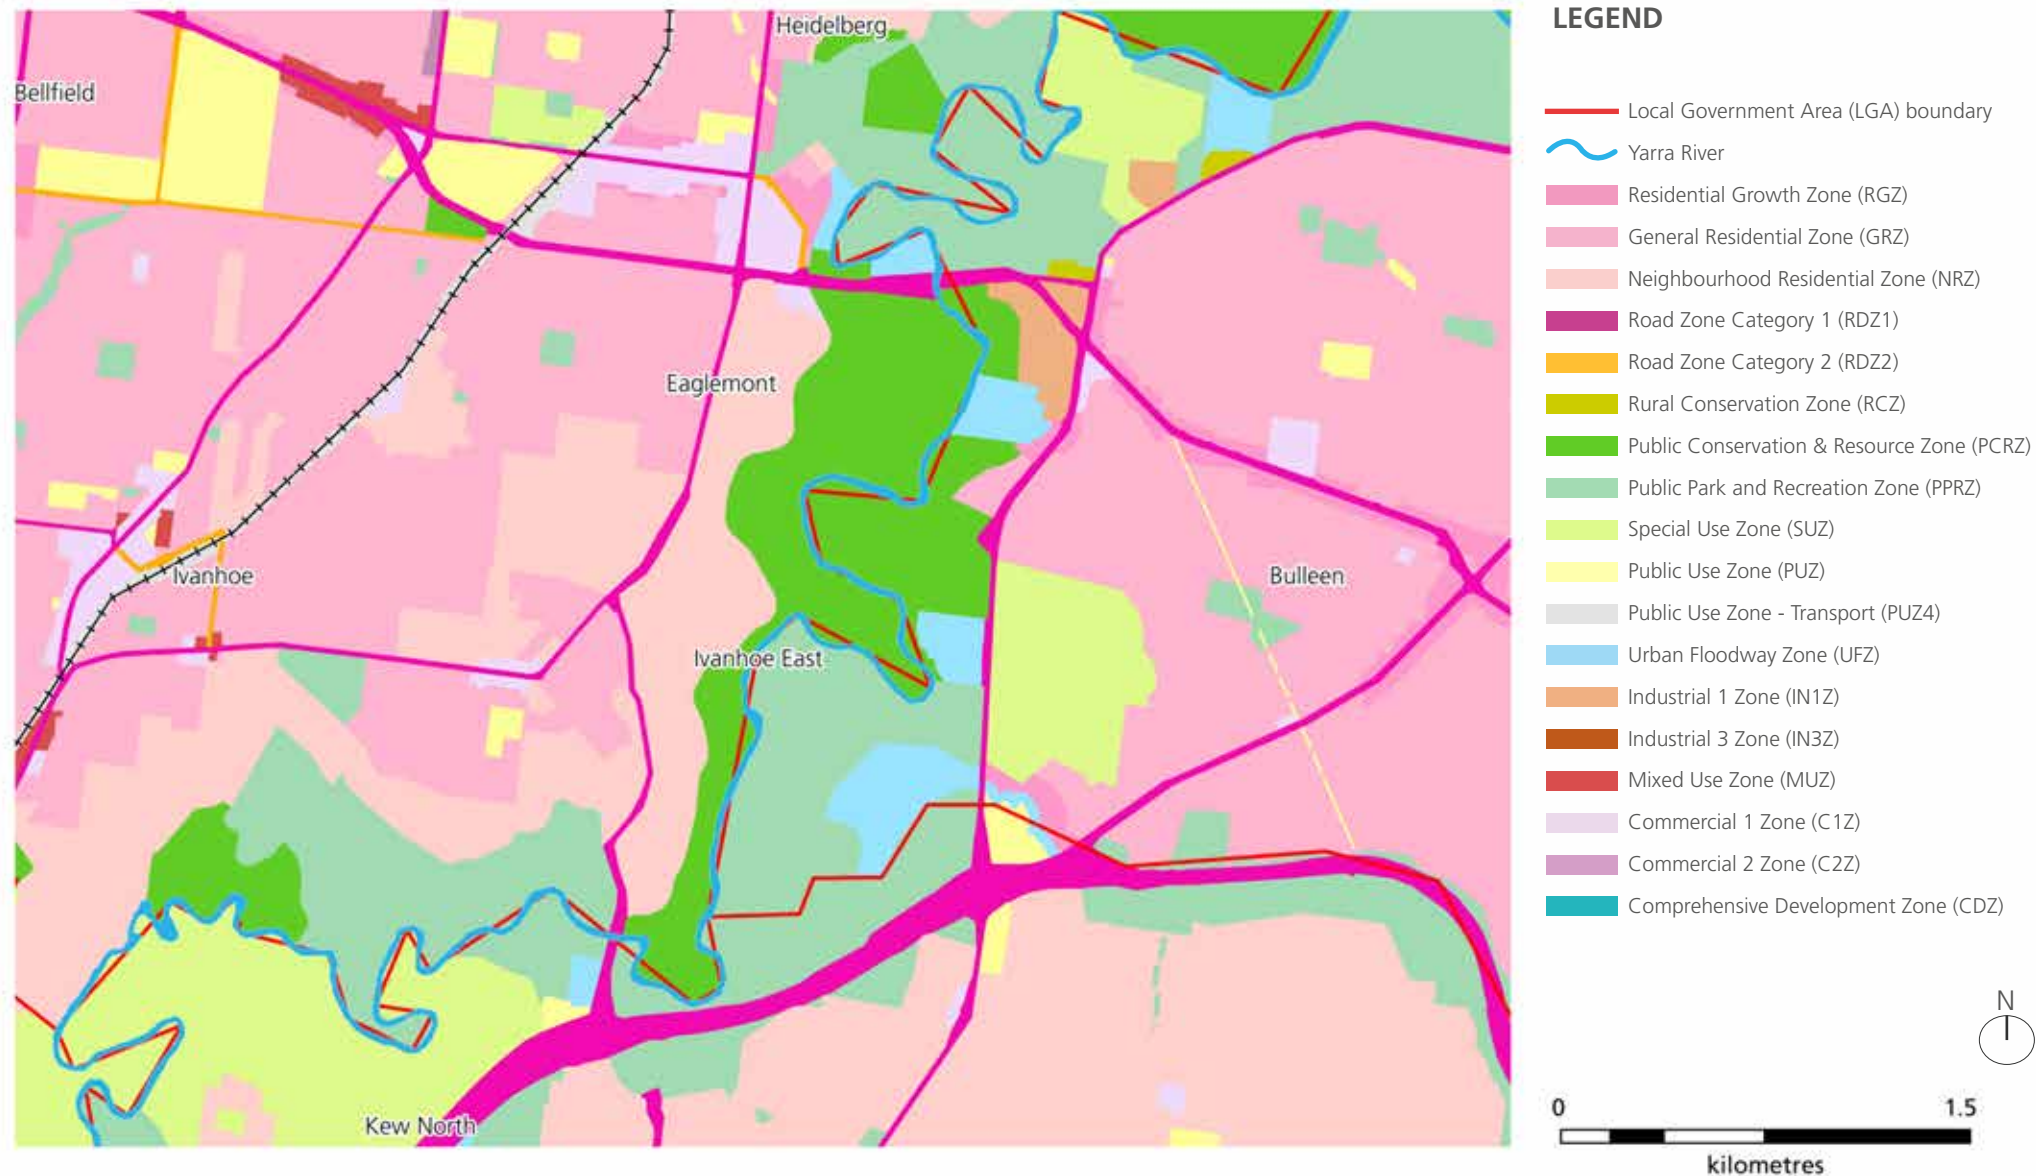 Heidelberg
Bellfield
Eaglemont
Ivanhoe
Bulleen
Ivanhoe East
Kew North
LEGEND
Local Government Area (LGA) boundary
Yarra River
Residential Growth Zone (RGZ)
General Residential Zone (GRZ)
Neighbourhood Residential Zone (NRZ)
Road Zone Category 1 (RDZ1)
Road Zone Category 2 (RDZ2)
Rural Conservation Zone (RCZ)
Public Conservation & Resource Zone (PCRZ)
Public Park and Recreation Zone (PPRZ)
Special Use Zone (SUZ)
Public Use Zone (PUZ)
Public Use Zone - Transport (PUZ4)
Urban Floodway Zone (UFZ)
Industrial 1 Zone (IN1Z)
Industrial 3 Zone (IN3Z)
Mixed Use Zone (MUZ)
Commercial 1 Zone (C1Z)
Commercial 2 Zone (C2Z)
Comprehensive Development Zone (CDZ)
N
0 1.5
kilometres